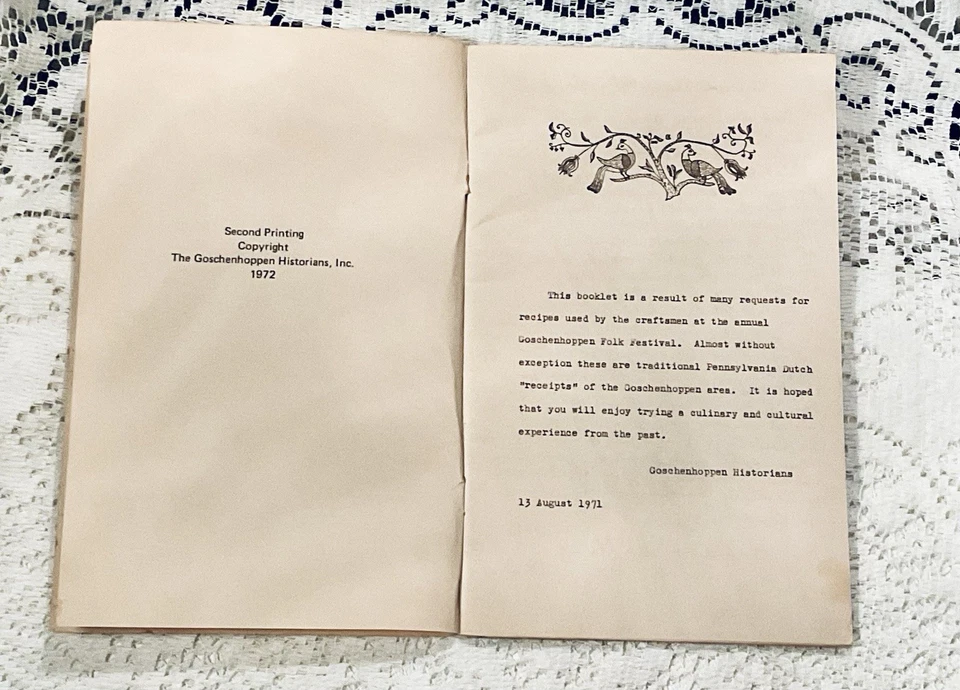 Second Printing
Copyright
The Goschenhoppen Historians, Inc.
1972
This booklet is a result of many requests for
recipes used by the craftsmen at the annual
Goschenhoppen Folk Festival. Almost without
exception these are traditional Pennsylvania Dutch
"receipts" of the Goschenhoppen area. It is hoped
that you will enjoy trying a culinary and cultural
experience from the past.
Goschenhoppen Historians
13 August 1971